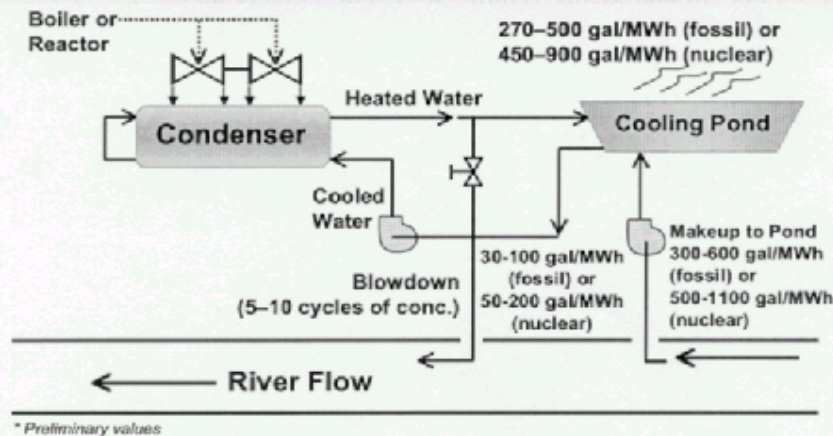 Boiler or
Reactor
270–500 gal/MWh (fossil) or
450–900 gal/MWh (nuclear)
Heated Water
Condenser
Cooling Pond
Cooled
Water
Makeup to Pond
300-600 gal/MWh
(fossil) or
500-1100 gal/MWh
(nuclear)
30-100 gal/MWh
(fossil) or
50-200 gal/MWh
(nuclear)
Blowdown
(5–10 cycles of conc.)
River Flow
* Preliminary values